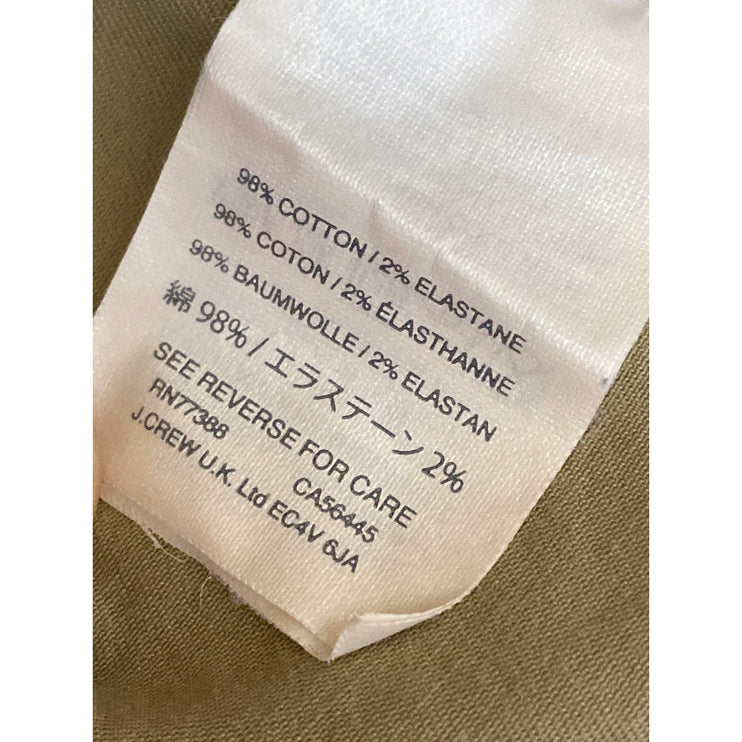 98% COTTON / 2% ELASTANE
98% COTON / 2% ÉLASTHANNE
98% BAUMWOLLE / 2% ELASTAN
綿 98% / エラステーン 2%
SEE REVERSE FOR CARE
RN77388 CA56445
J.CREW U.K. Ltd EC4V 6JA